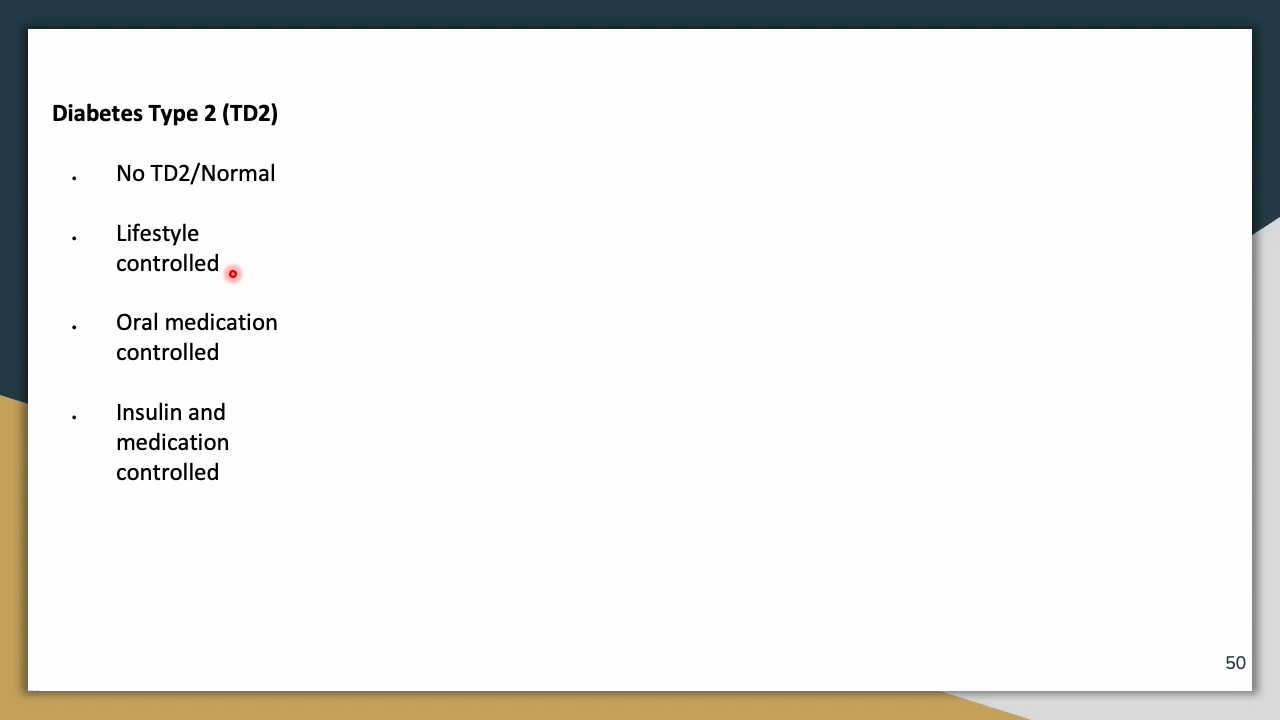 Diabetes Type 2 (TD2)
. No TD2/Normal
. Lifestyle
controlled
. Oral medication
controlled
. Insulin and
medication
controlled
50